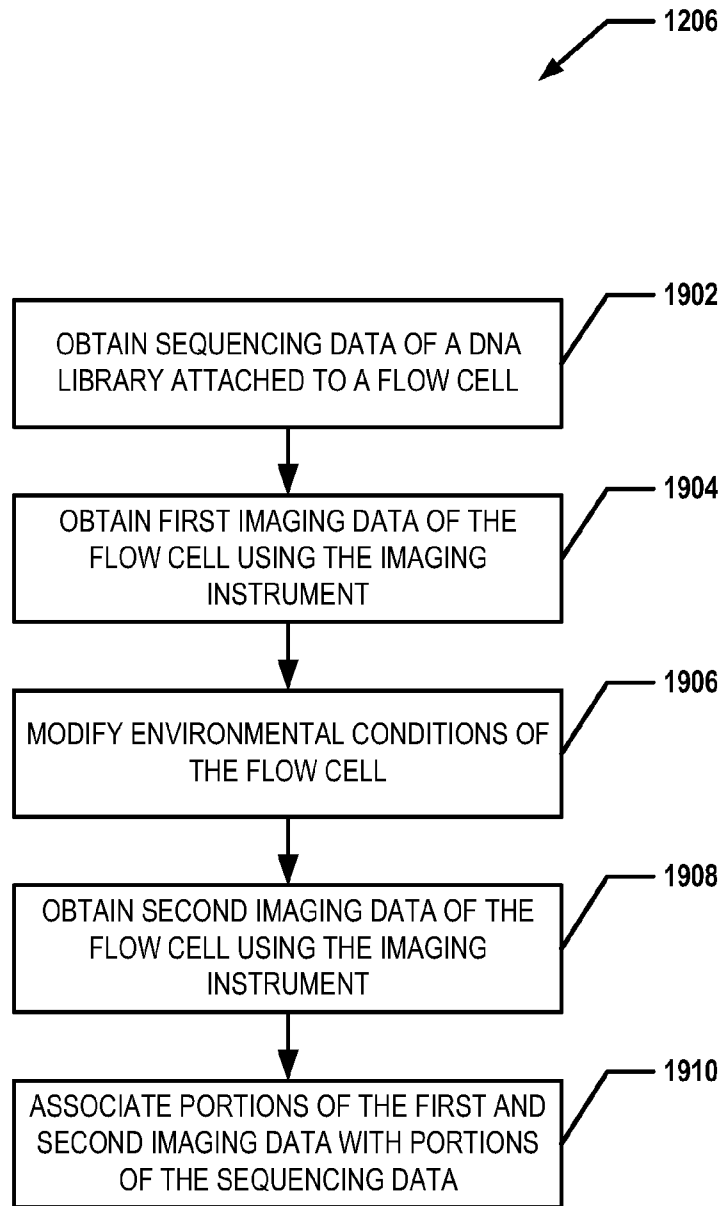 1206
1902
OBTAIN SEQUENCING DATA OF A DNA
LIBRARY ATTACHED TO A FLOW CELL
1904
OBTAIN FIRST IMAGING DATA OF THE
FLOW CELL USING THE IMAGING
INSTRUMENT
1906
MODIFY ENVIRONMENTAL CONDITIONS OF
THE FLOW CELL
1908
OBTAIN SECOND IMAGING DATA OF THE
FLOW CELL USING THE IMAGING
INSTRUMENT
1910
ASSOCIATE PORTIONS OF THE FIRST AND
SECOND IMAGING DATA WITH PORTIONS
OF THE SEQUENCING DATA